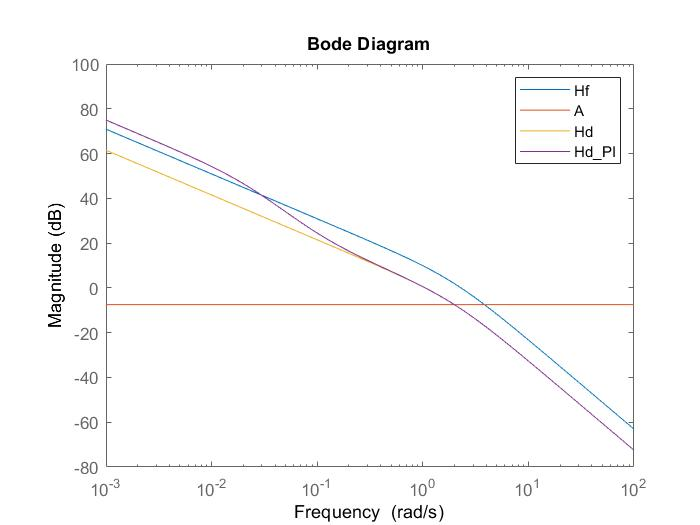 Bode Diagram
Magnitude (dB)
100
80
60
40
20
0
-20
-40
-60
-80
Hf
A
Hd
Hd_PI
10^-3
10^-2
10^-1
10^0
10^1
10^2
Frequency (rad/s)